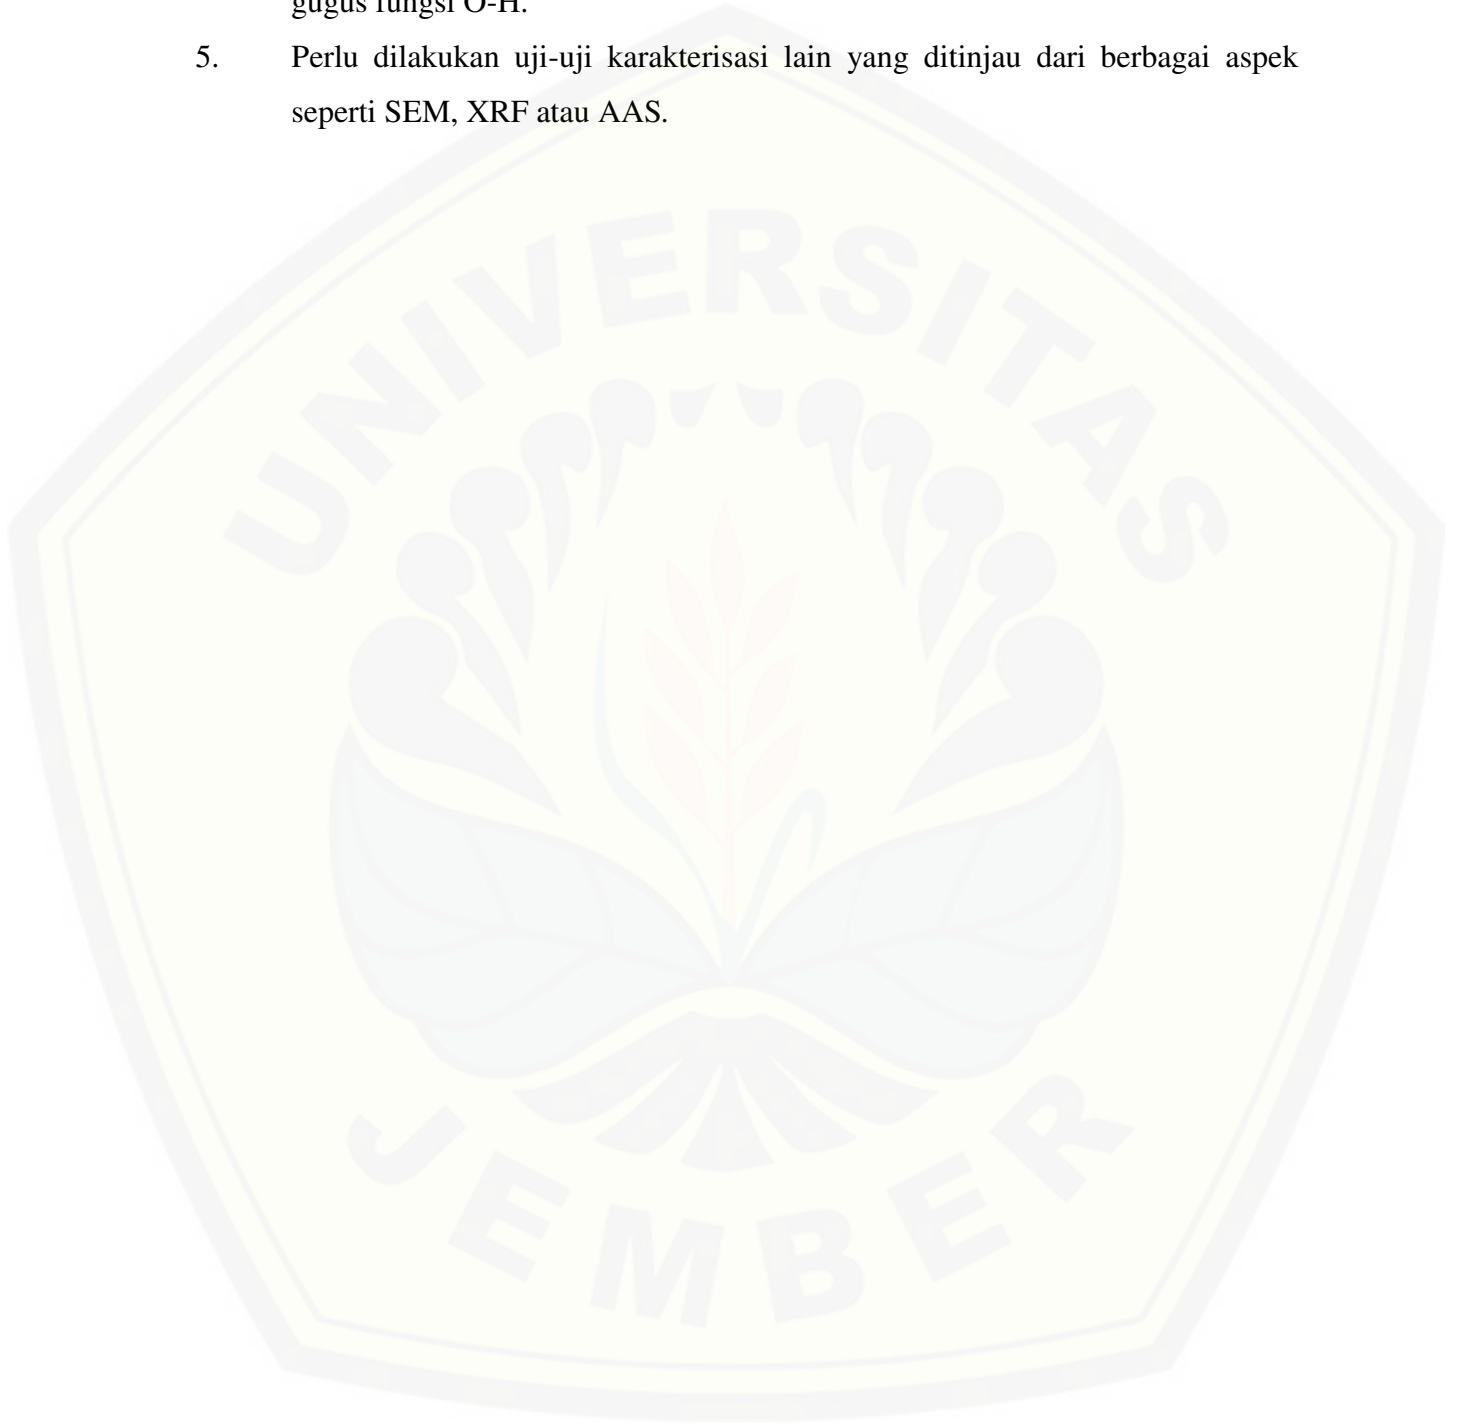 gugus fungsi O-H.
5. Perlu dilakukan uji-uji karakterisasi lain yang ditinjau dari berbagai aspek
seperti SEM, XRF atau AAS.
UNIVERSITAS
JEMBER